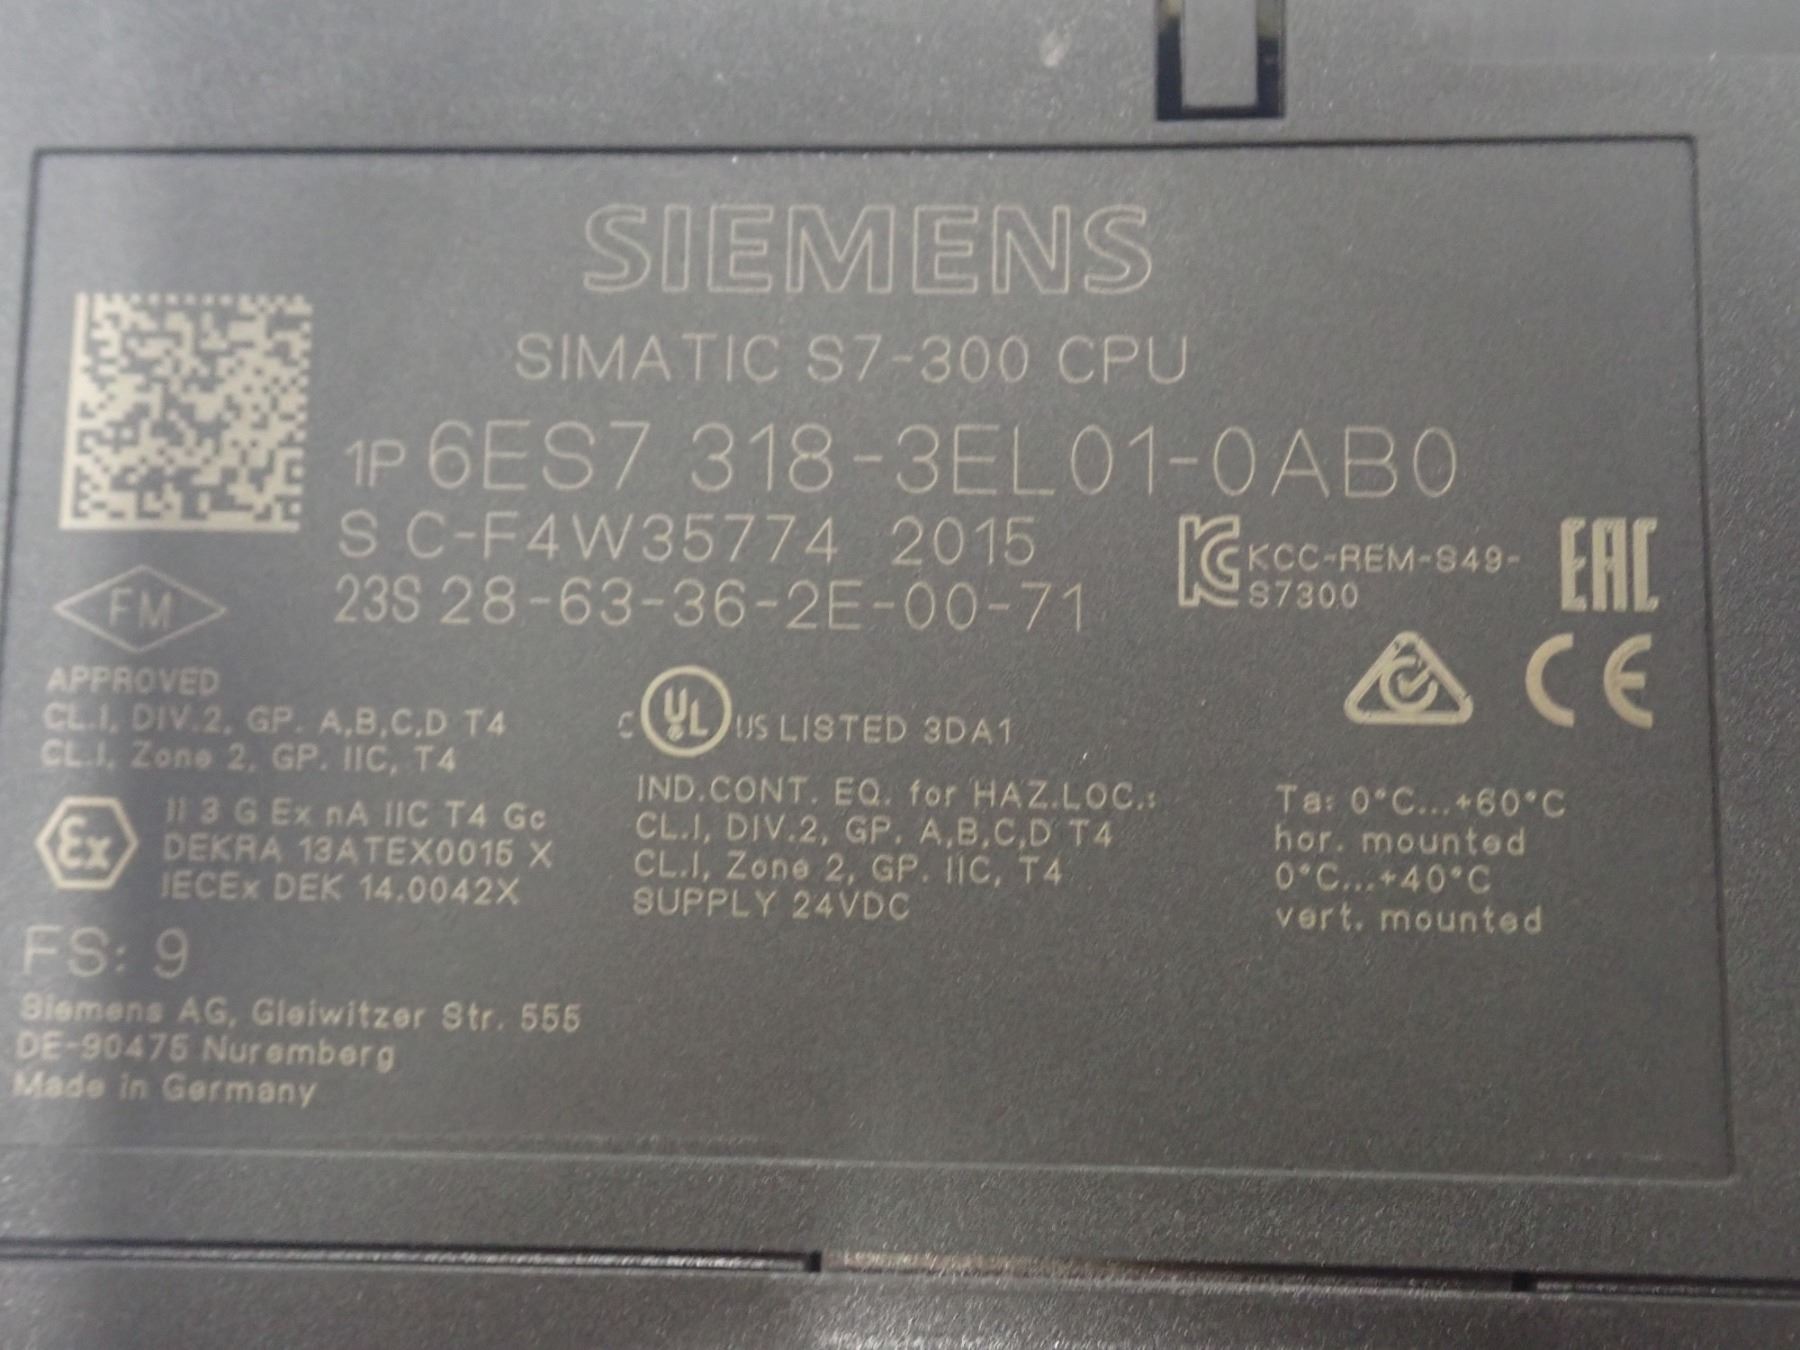 SIEMENS
SIMATIC S7-300 CPU
1P 6ES7 318-3EL01-0AB0
S C-F4W35774 2015
23S 28-63-36-2E-00-71
KCC-REM-S49-
S7300
EAC
FM
APPROVED
CL.I, DIV.2, GP. A,B,C,D T4
CL.I, Zone 2, GP. IIC, T4
Ex
II 3 G Ex nA IIC T4 Gc
DEKRA 13ATEX0015 X
IECEx DEK 14.0042X
C UL US LISTED 3DA1
IND.CONT. EQ. for HAZ.LOC.:
CL.I, DIV.2, GP. A,B,C,D T4
CL.I, Zone 2, GP. IIC, T4
SUPPLY 24VDC
CE
Ta: 0°C...+60°C
hor. mounted
0°C...+40°C
vert. mounted
FS: 9
Siemens AG, Gleiwitzer Str. 555
DE-90475 Nuremberg
Made in Germany